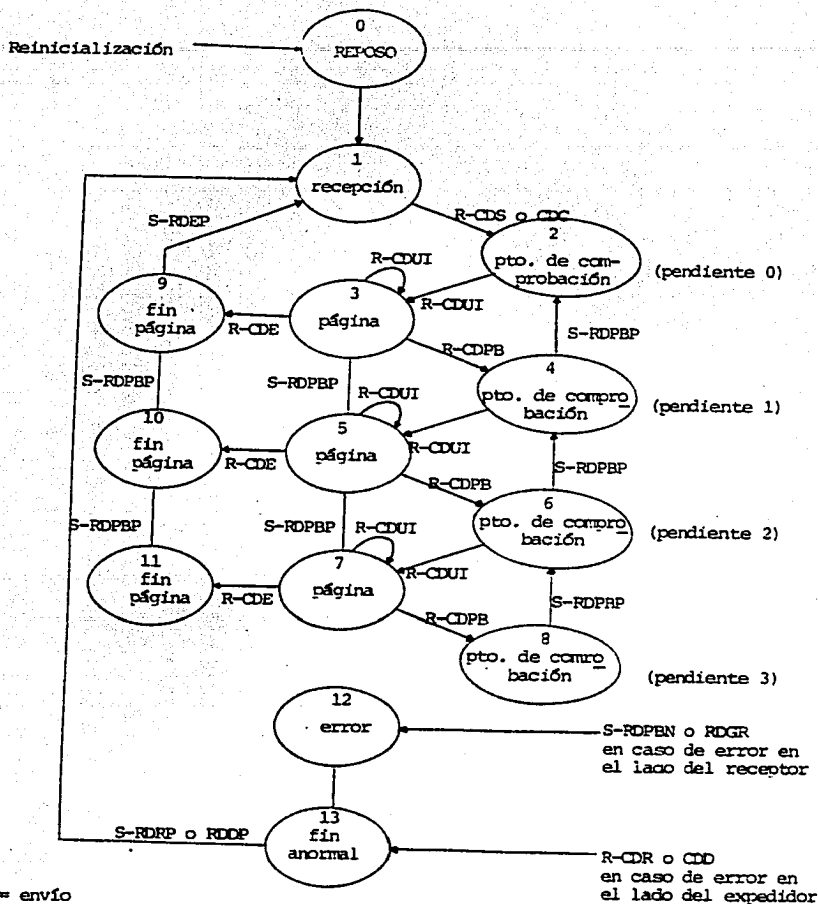 0
Reinicialización
REPOSO
1
recepción
S-RDEP
R-CDS o CDC
2
pto. de com-
probación
(pendiente 0)
R-CDUI
R-CDUI
9
fin
página
R-CDE
3
página
S-RDPBP
R-CDPB
4
pto. de compro
bación
(pendiente 1)
S-RDPBP
S-RDPBP
R-CDUI
10
fin
página
R-CDE
5
página
R-CDUI
S-RDPBP
R-CDPB
6
pto. de compro
bación
(pendiente 2)
S-RDPBP
S-RDPBP
R-CDUI
11
fin
página
R-CDE
7
página
R-CDUI
S-RDPBP
R-CDPB
8
pto. de comro
bación
(pendiente 3)
12
error
S-RDPBN o RDGR
en caso de error en
el lado del receptor
13
fin
anormal
S-RDRP o RDDP
R-CDR o CDD
en caso de error en
el lado del expedidor
= envío